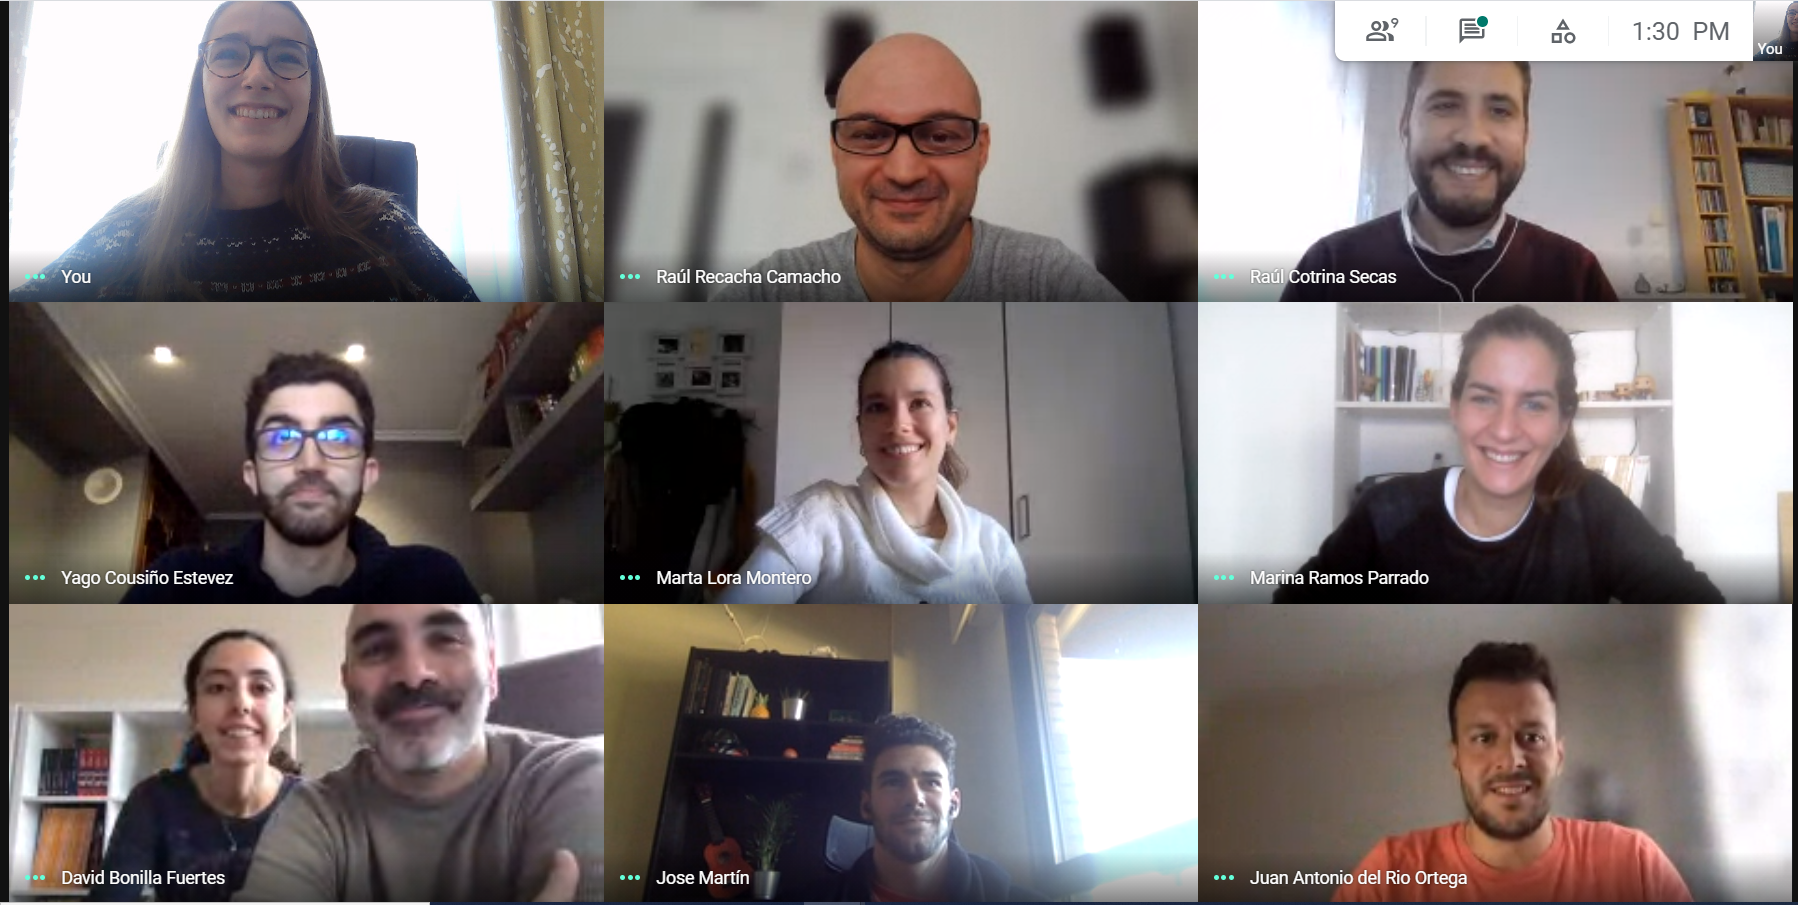 9
1:30 PM
You
You
Raúl Recacha Camacho
Raúl Cotrina Secas
Yago Cousiño Estevez
Marta Lora Montero
Marina Ramos Parrado
David Bonilla Fuertes
Jose Martín
Juan Antonio del Rio Ortega